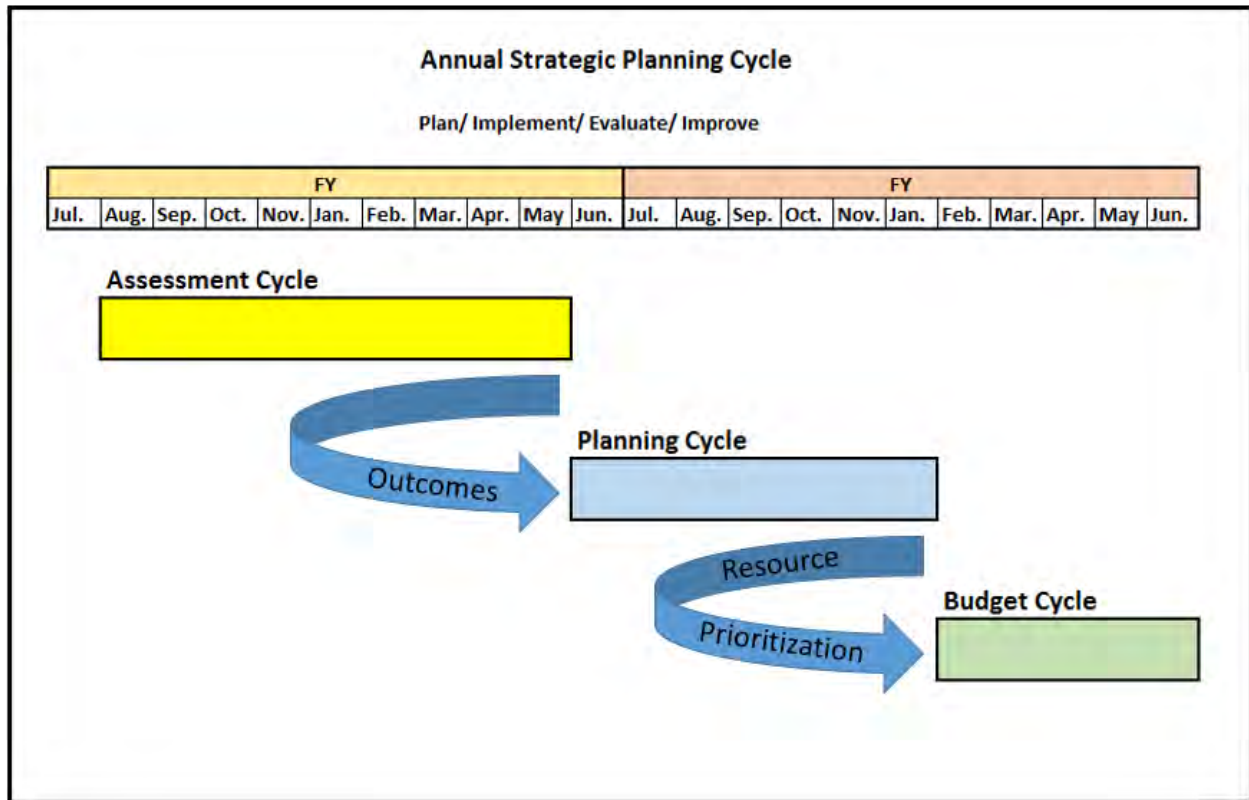 Annual Strategic Planning Cycle
Plan/ Implement/ Evaluate/ Improve
FY FY
Jul. Aug. Sep. Oct. Nov. Jan. Feb. Mar. Apr. May Jun. Jul. Aug. Sep. Oct. Nov. Jan. Feb. Mar. Apr. May Jun.
Assessment Cycle
Planning Cycle
Outcomes
Resource
Budget Cycle
Prioritization